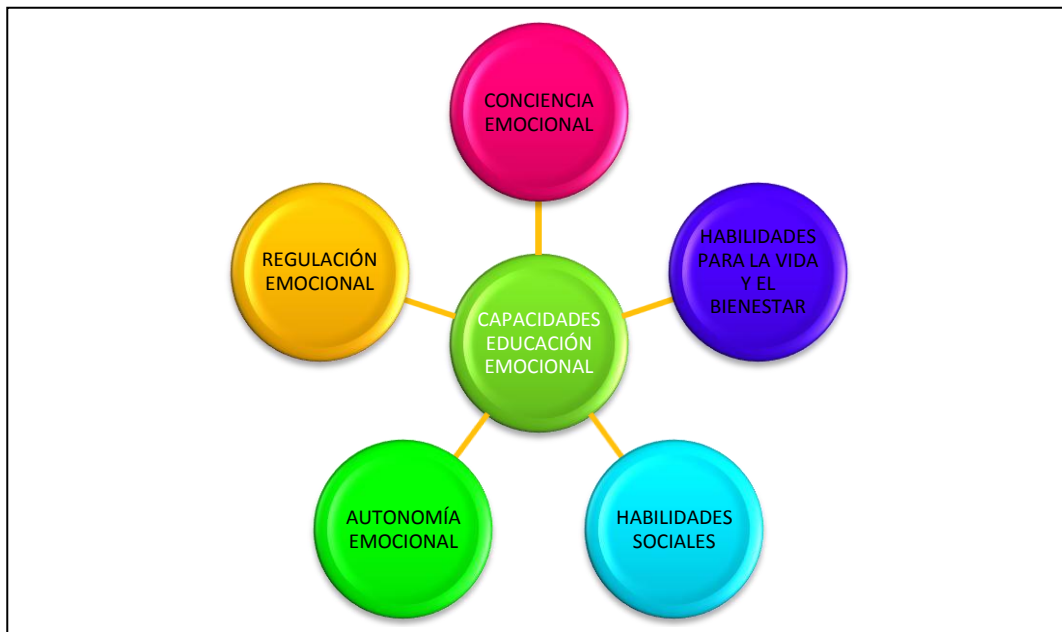 CONCIENCIA
EMOCIONAL
HABILIDADES
PARA LA VIDA
Y EL
BIENESTAR
REGULACIÓN
EMOCIONAL
CAPACIDADES
EDUCACIÓN
EMOCIONAL
AUTONOMÍA
EMOCIONAL
HABILIDADES
SOCIALES